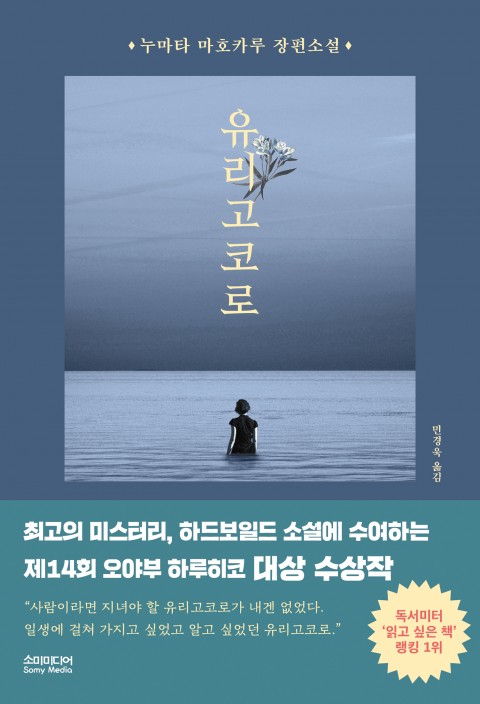 ♦누마타 마호카루 장편소설♦
유리고코로
민경욱 옮김
최고의 미스터리, 하드보일드 소설에 수여하는
제14회 오야부 하루히코 대상 수상작
“사람이라면 지녀야 할 유리고코로가 내겐 없었다.
일생에 걸쳐 가지고 싶었고 알고 싶었던 유리고코로.”
독서미터
‘읽고 싶은 책’
랭킹 1위
소미미디어
Somy Media